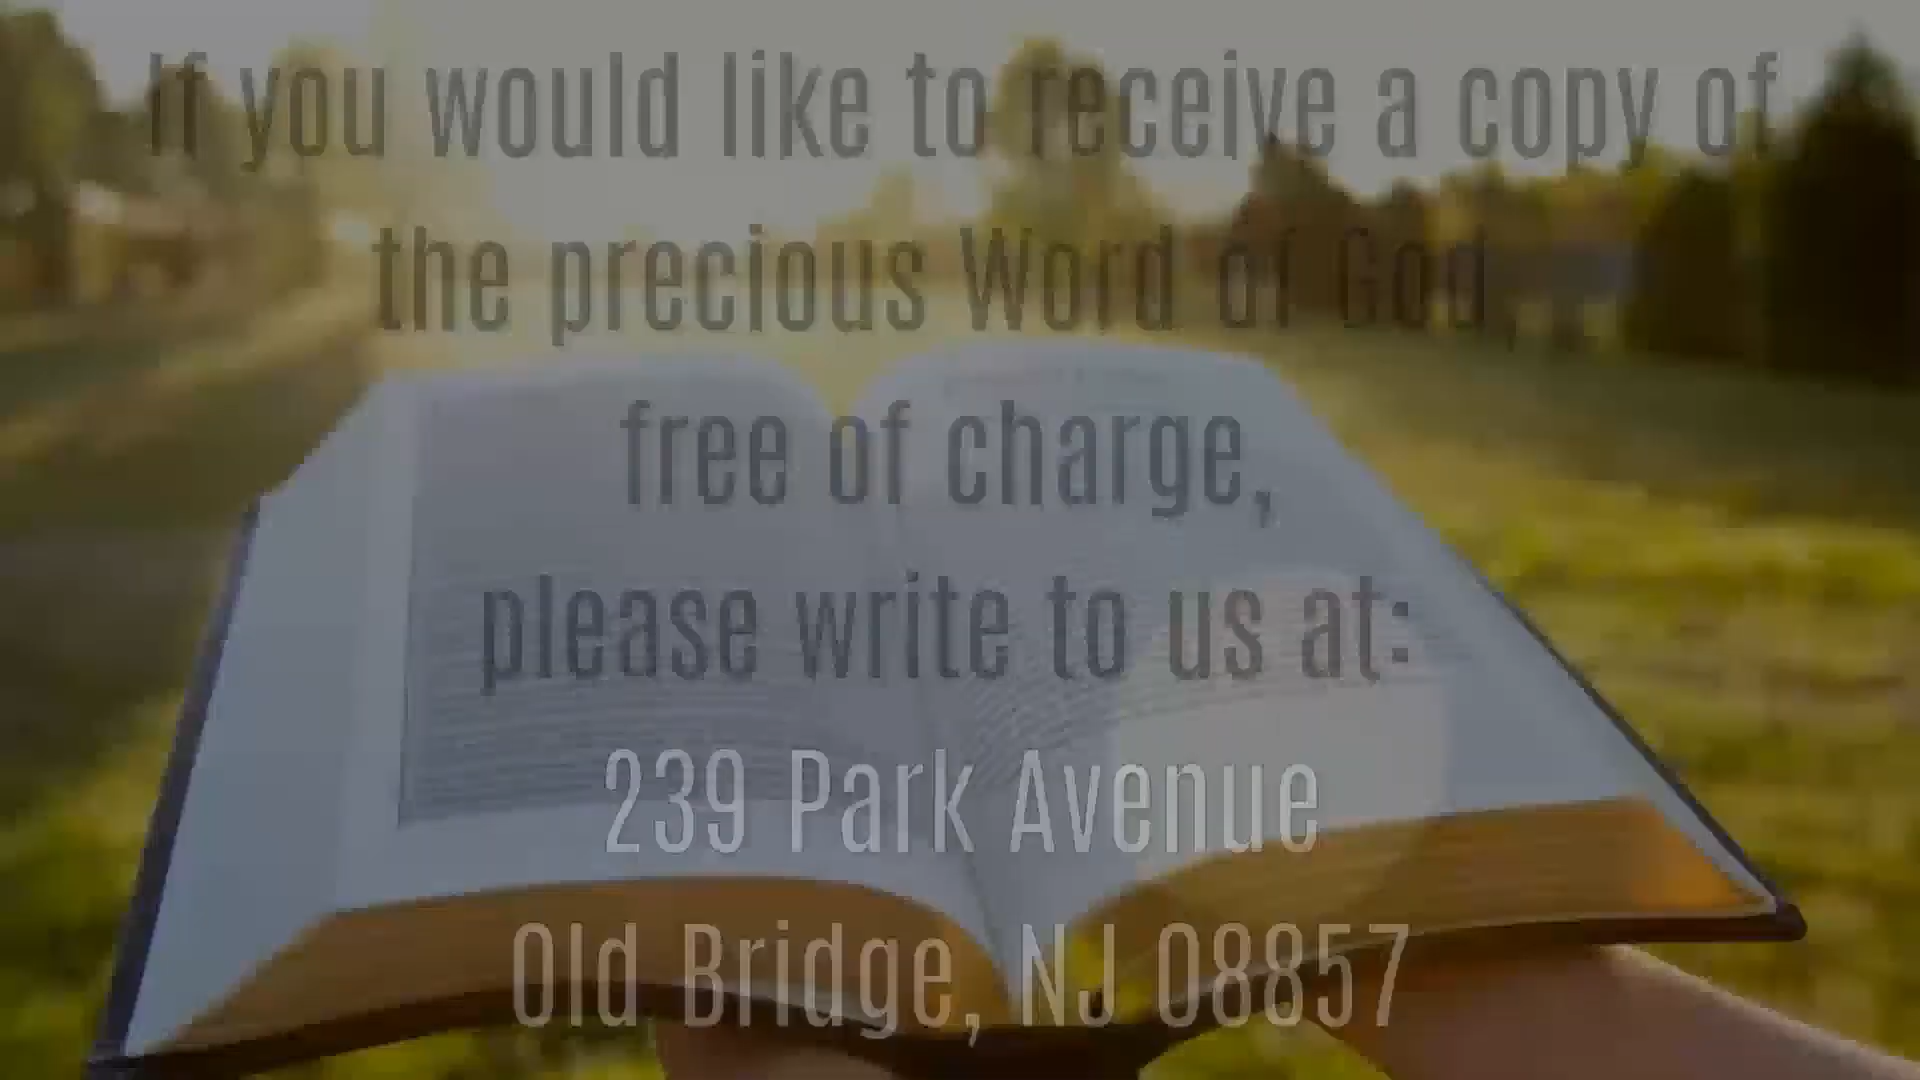 If you would like to receive a copy of
the precious Word of God,
free of charge,
please write to us at:
239 Park Avenue
Old Bridge, NJ 08857